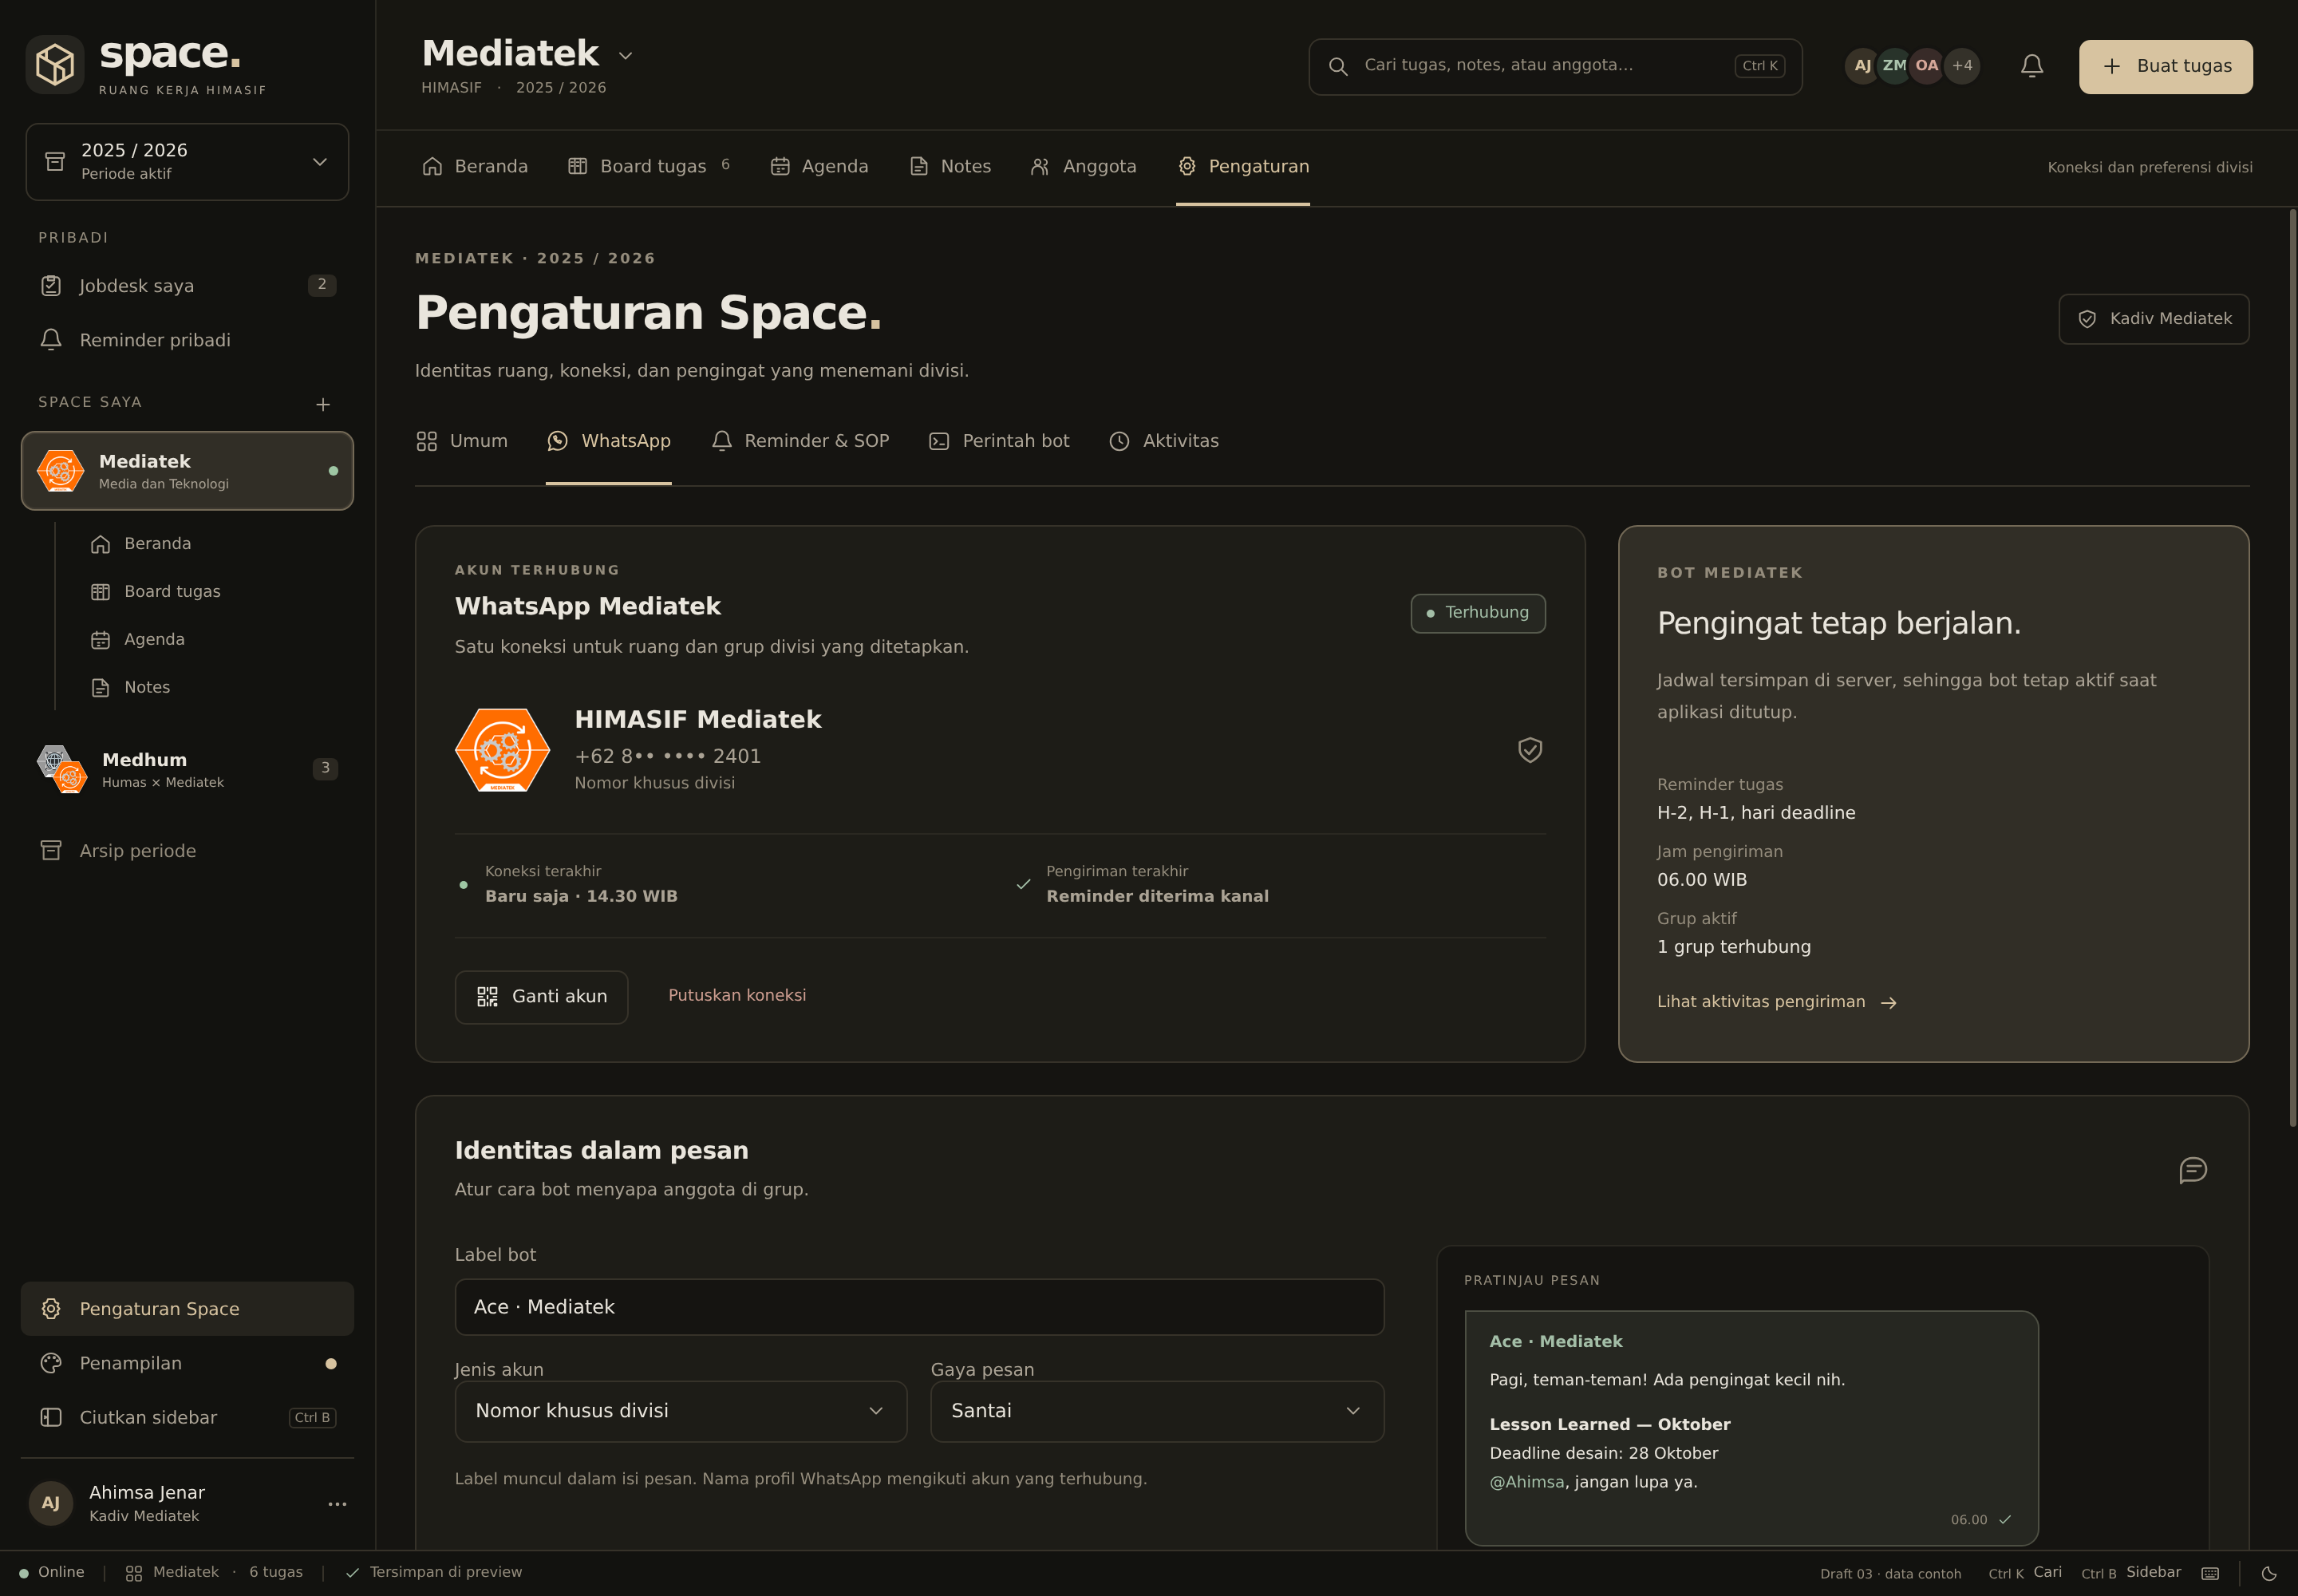 space.
RUANG KERJA HIMASIF
2025 / 2026
Periode aktif
PRIBADI
Jobdesk saya 2
Reminder pribadi
SPACE SAYA
Mediatek
Media dan Teknologi
Beranda
Board tugas
Agenda
Notes
Medhum
Humas × Mediatek
3
Arsip periode
Pengaturan Space
Penampilan
Ciutkan sidebar Ctrl B
AJ
Ahimsa Jenar
Kadiv Mediatek
Mediatek
HIMASIF · 2025 / 2026
Cari tugas, notes, atau anggota... Ctrl K
AJ ZM OA +4
Buat tugas
Beranda Board tugas 6 Agenda Notes Anggota Pengaturan
Koneksi dan preferensi divisi
MEDIATEK · 2025 / 2026
Pengaturan Space.
Identitas ruang, koneksi, dan pengingat yang menemani divisi.
Kadiv Mediatek
Umum WhatsApp Reminder & SOP Perintah bot Aktivitas
AKUN TERHUBUNG
WhatsApp Mediatek
Satu koneksi untuk ruang dan grup divisi yang ditetapkan.
Terhubung
MEDIATEK
HIMASIF Mediatek
+62 8•• •••• 2401
Nomor khusus divisi
Koneksi terakhir
Baru saja · 14.30 WIB
Pengiriman terakhir
Reminder diterima kanal
Ganti akun
Putuskan koneksi
BOT MEDIATEK
Pengingat tetap berjalan.
Jadwal tersimpan di server, sehingga bot tetap aktif saat
aplikasi ditutup.
Reminder tugas
H-2, H-1, hari deadline
Jam pengiriman
06.00 WIB
Grup aktif
1 grup terhubung
Lihat aktivitas pengiriman
Identitas dalam pesan
Atur cara bot menyapa anggota di grup.
Label bot
Ace · Mediatek
Jenis akun
Nomor khusus divisi
Gaya pesan
Santai
Label muncul dalam isi pesan. Nama profil WhatsApp mengikuti akun yang terhubung.
PRATINJAU PESAN
Ace · Mediatek
Pagi, teman-teman! Ada pengingat kecil nih.
Lesson Learned — Oktober
Deadline desain: 28 Oktober
@Ahimsa, jangan lupa ya.
06.00
Online
Mediatek · 6 tugas
Tersimpan di preview
Draft 03 · data contoh
Ctrl K Cari
Ctrl B Sidebar